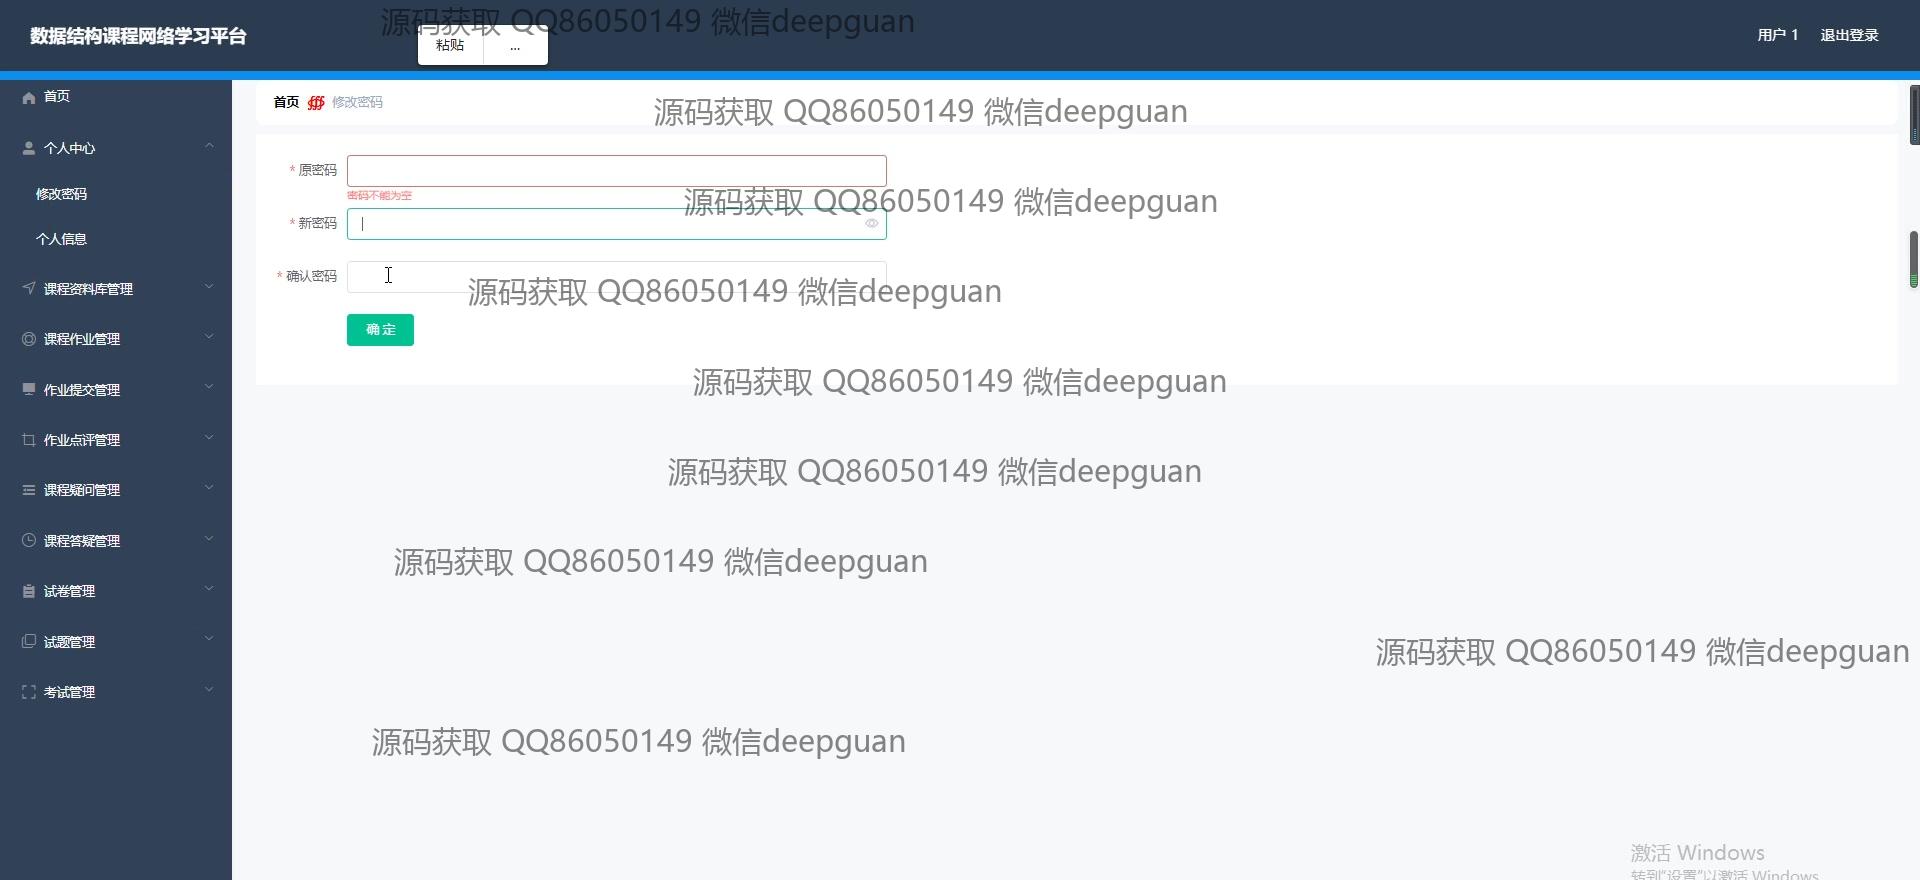 数据结构课程网络学习平台
源码获取 QQ86050149 微信deepguan
粘贴
...
用户 1
退出登录
首页
个人中心
修改密码
个人信息
课程资料库管理
课程作业管理
作业提交管理
作业点评管理
课程疑问管理
课程答疑管理
试卷管理
试题管理
考试管理
首页 修改密码
源码获取 QQ86050149 微信deepguan
* 原密码
密码不能为空
源码获取 QQ86050149 微信deepguan
* 新密码
* 确认密码
源码获取 QQ86050149 微信deepguan
确 定
源码获取 QQ86050149 微信deepguan
源码获取 QQ86050149 微信deepguan
源码获取 QQ86050149 微信deepguan
源码获取 QQ86050149 微信deepguan
源码获取 QQ86050149 微信deepguan
激活 Windows
转到"设置"以激活 Windows